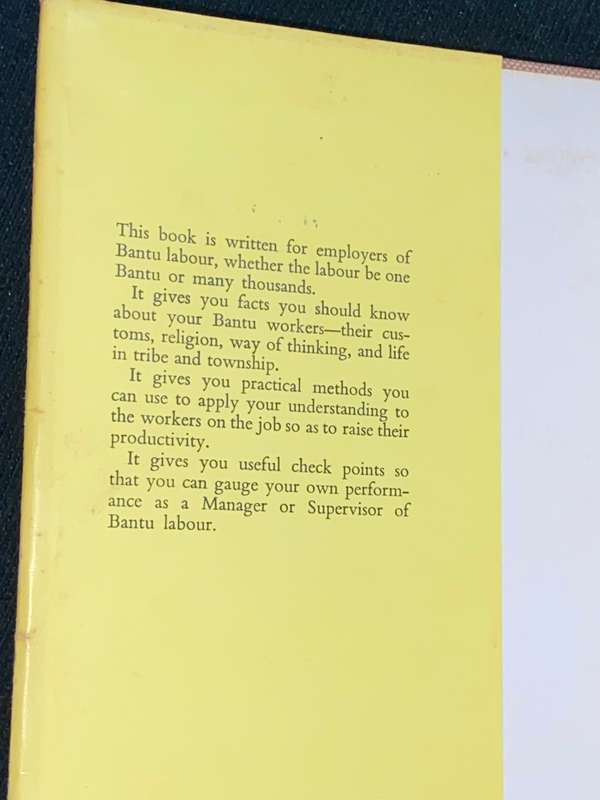 This book is written for employers of
Bantu labour, whether the labour be one
Bantu or many thousands.
It gives you facts you should know
about your Bantu workers—their cus-
toms, religion, way of thinking, and life
in tribe and township.
It gives you practical methods you
can use to apply your understanding to
the workers on the job so as to raise their
productivity.
It gives you useful check points so
that you can gauge your own perform-
ance as a Manager or Supervisor of
Bantu labour.